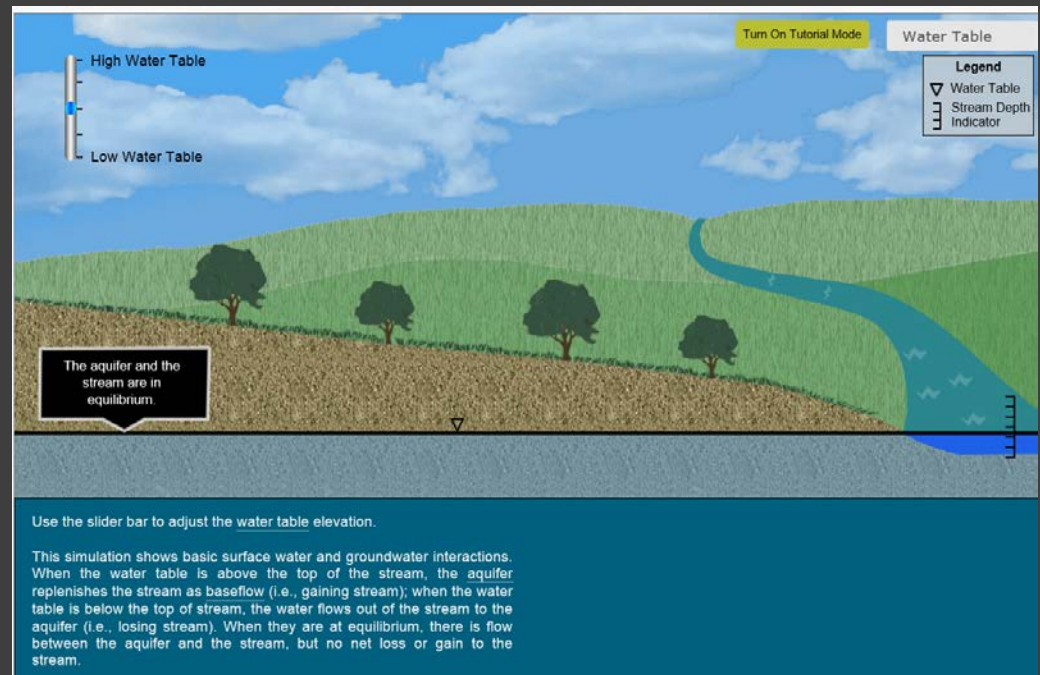 Turn On Tutorial Mode
Water Table
High Water Table
Low Water Table
Legend
Water Table
Stream Depth
Indicator
The aquifer and the
stream are in
equilibrium.
Use the slider bar to adjust the water table elevation.
This simulation shows basic surface water and groundwater interactions.
When the water table is above the top of the stream, the aquifer
replenishes the stream as baseflow (i.e., gaining stream); when the water
table is below the top of stream, the water flows out of the stream to the
aquifer (i.e., losing stream). When they are at equilibrium, there is flow
between the aquifer and the stream, but no net loss or gain to the
stream.